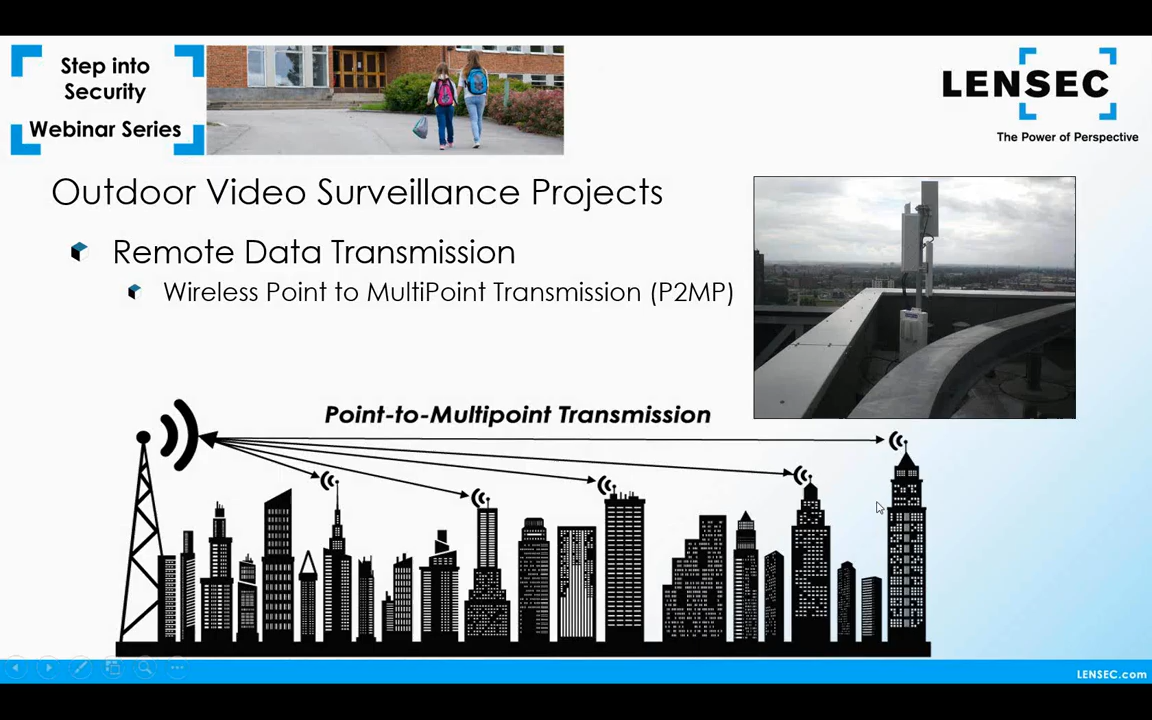 Step into
Security
Webinar Series
LENSEC
The Power of Perspective
Outdoor Video Surveillance Projects
Remote Data Transmission
Wireless Point to MultiPoint Transmission (P2MP)
Point-to-Multipoint Transmission
LENSEC.com